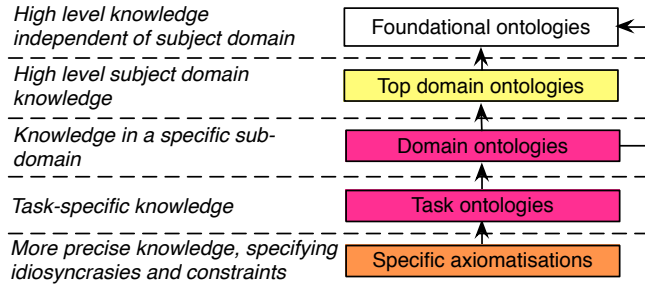 High level knowledge
independent of subject domain
Foundational ontologies
High level subject domain
knowledge
Top domain ontologies
Knowledge in a specific sub-
domain
Domain ontologies
Task-specific knowledge
Task ontologies
More precise knowledge, specifying
idiosyncrasies and constraints
Specific axiomatisations